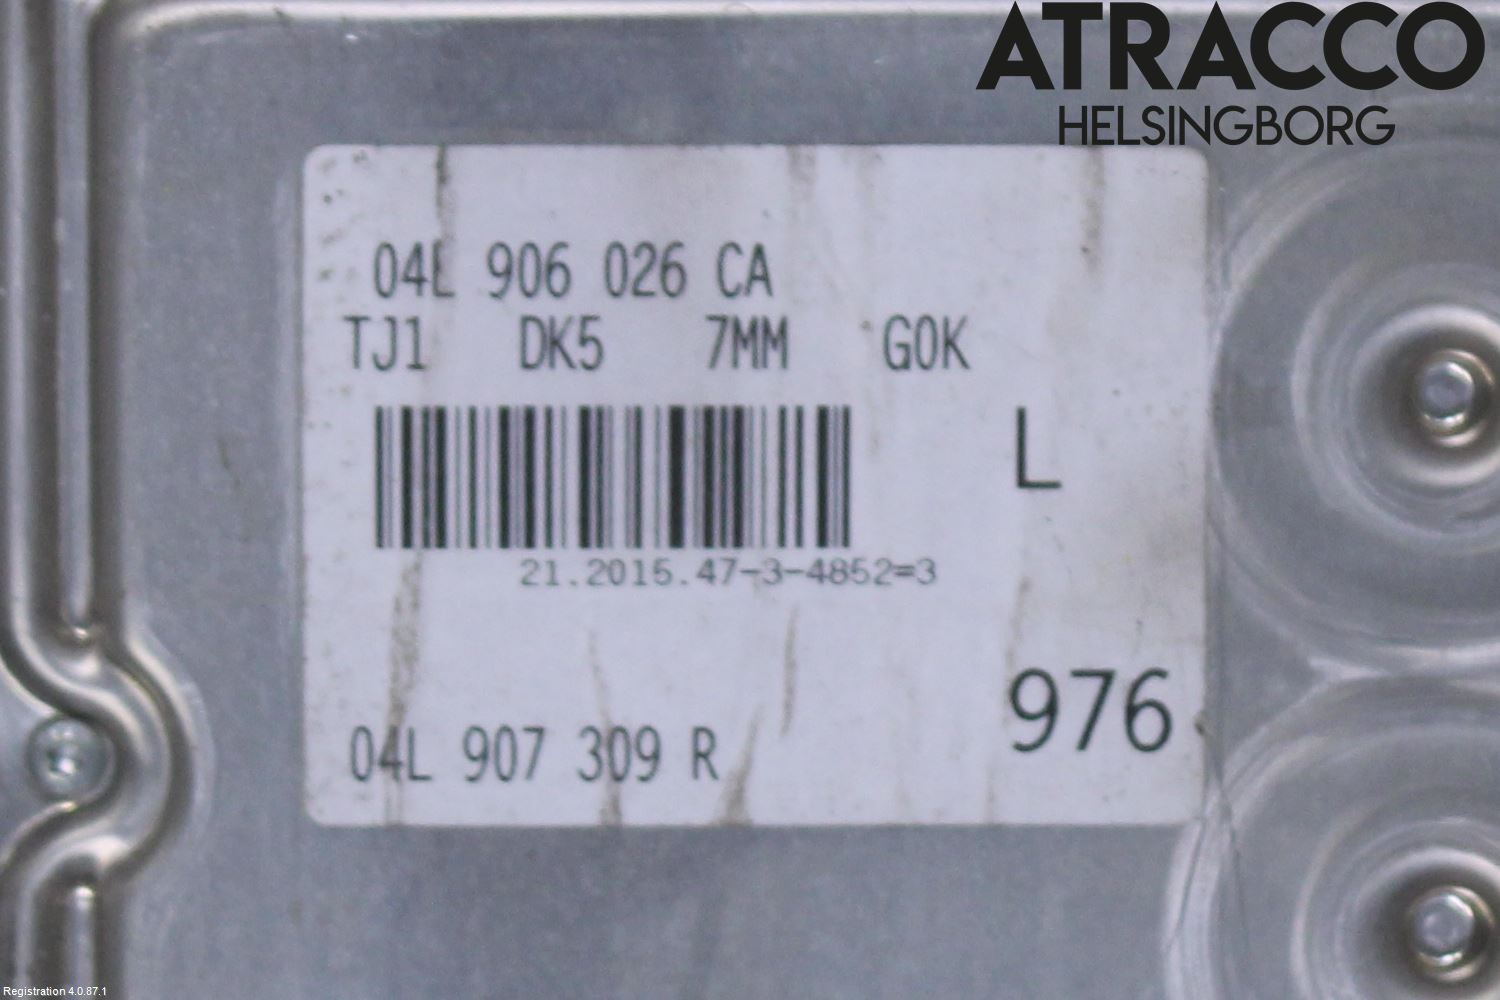 ATRACCO
HELSINGBORG
04L 906 026 CA
TJ1 DK5 7MM G0K
L
21.2015.47-3-4852=3
976
04L 907 309 R
Registration 4.0.87.1